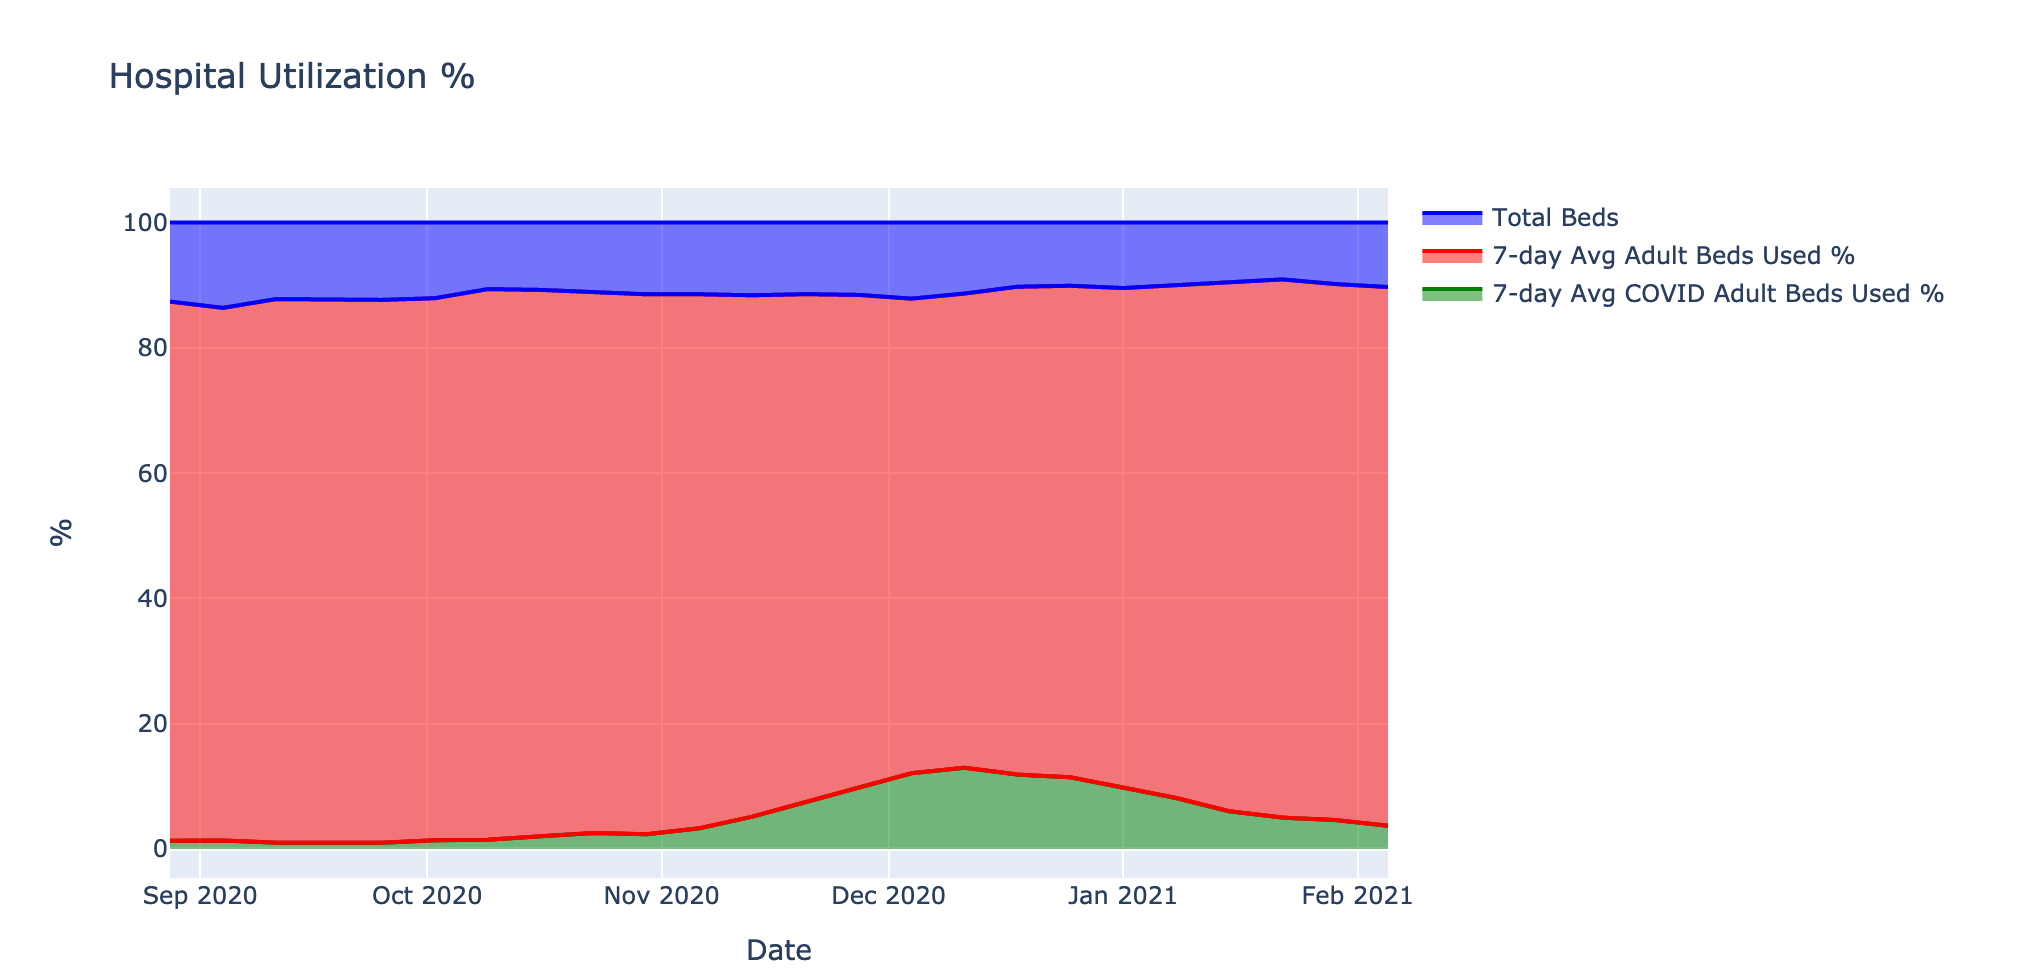 Hospital Utilization %
Total Beds
7-day Avg Adult Beds Used %
7-day Avg COVID Adult Beds Used %
100
80
60
40
20
0
%
Sep 2020 Oct 2020 Nov 2020 Dec 2020 Jan 2021 Feb 2021
Date